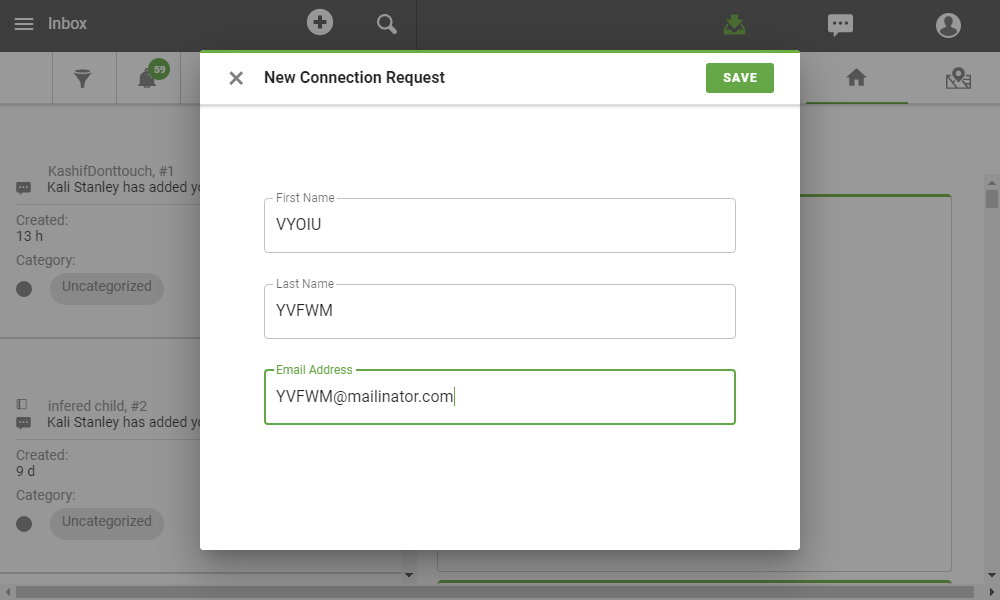 Inbox
59
New Connection Request
SAVE
KashifDonttouch, #1
Kali Stanley has added
Created:
13 h
Category:
Uncategorized
First Name
VYOIU
Last Name
YVFWM
Email Address
YVFWM@mailinator.com
infered child, #2
Kali Stanley has added
Created:
9 d
Category:
Uncategorized